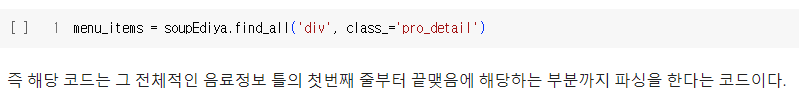 [ ] 1 menu_items = soupEdiya.find_all('div', class_='pro_detail')
즉 해당 코드는 그 전체적인 음료정보 틀의 첫번째 줄부터 끝맺음에 해당하는 부분까지 파싱을 한다는 코드이다.